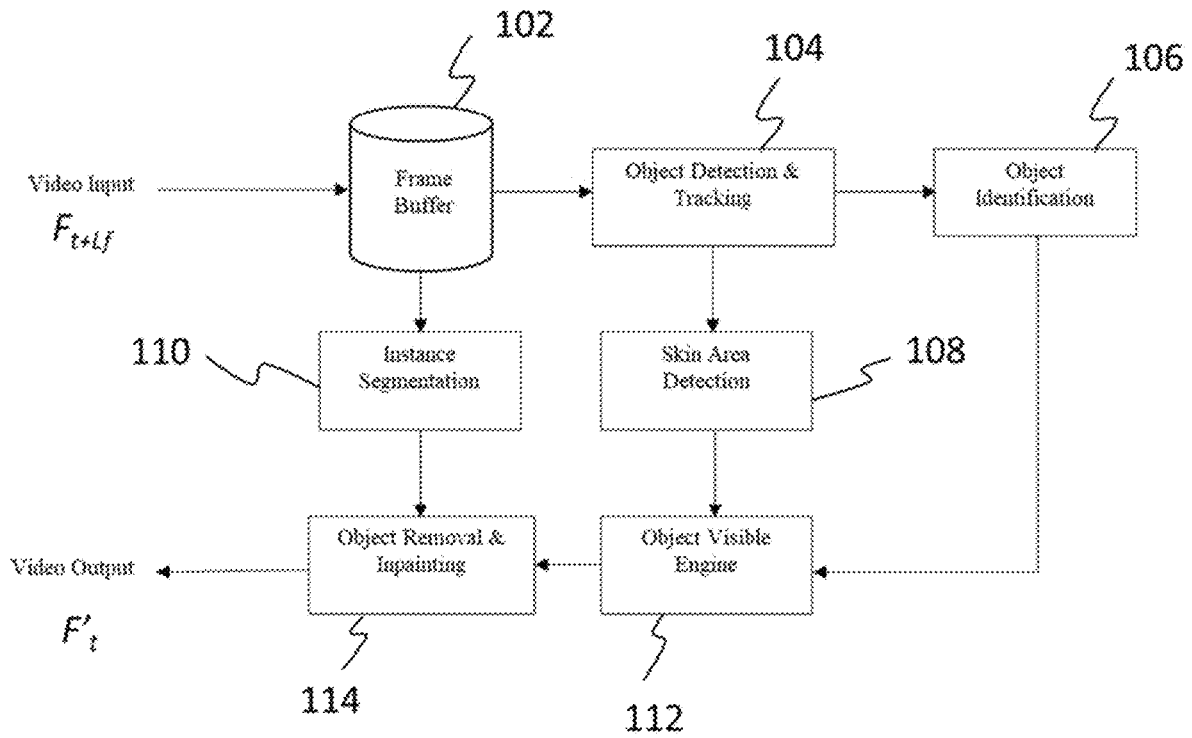 102
104
106
Video Input
F_{t+Lf}
Frame
Buffer
Object Detection &
Tracking
Object
Identification
110
Instance
Segmentation
Skin Area
Detection
108
Video Output
F'_t
Object Removal &
Inpainting
Object Visible
Engine
114
112